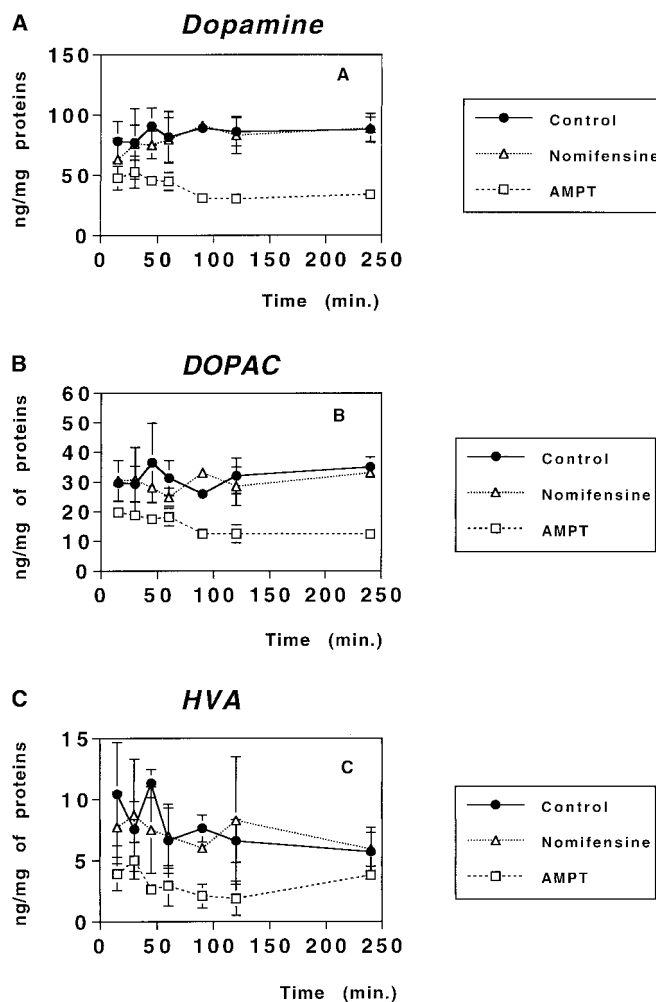 A
Dopamine
150
A
100
50
0
0 50 100 150 200 250
ng/mg proteins
Time (min.)
Control
Nomifensine
AMPT
B
DOPAC
60
B
50
40
30
20
10
0
0 50 100 150 200 250
ng/mg of proteins
Time (min.)
Control
Nomifensine
AMPT
C
HVA
15
C
10
5
0
0 50 100 150 200 250
ng/mg of proteins
Time (min.)
Control
Nomifensine
AMPT